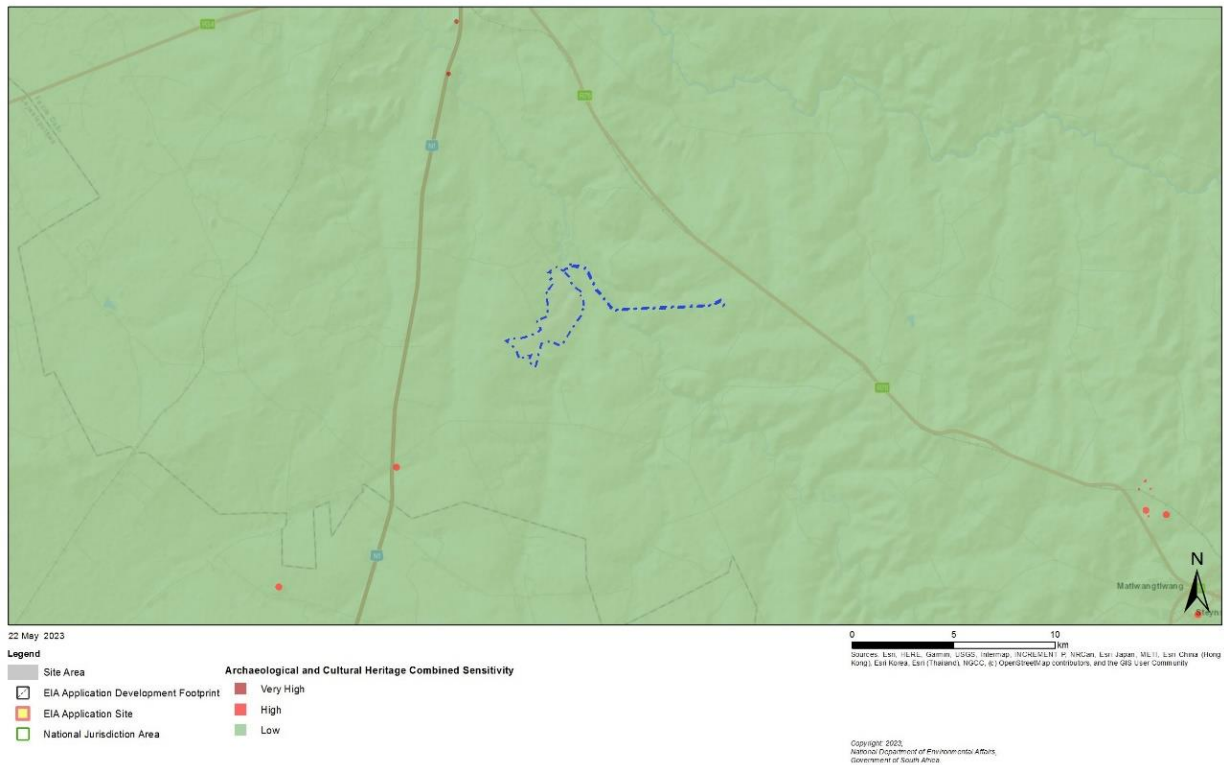 Matlwangtlwang
N
22 May 2023
0 5 10
km
Sources: Esri, HERE, Garmin, USGS, Intermap, INCREMENT P, NRCan, Esri Japan, METI, Esri China (Hong
Kong), Esri Korea, Esri (Thailand), NGCC, (c) OpenStreetMap contributors, and the GIS User Community
Legend
Site Area
EIA Application Development Footprint
EIA Application Site
National Jurisdiction Area
Archaeological and Cultural Heritage Combined Sensitivity
Very High
High
Low
Copyright: 2023,
National Department of Environmental Affairs,
Government of South Africa